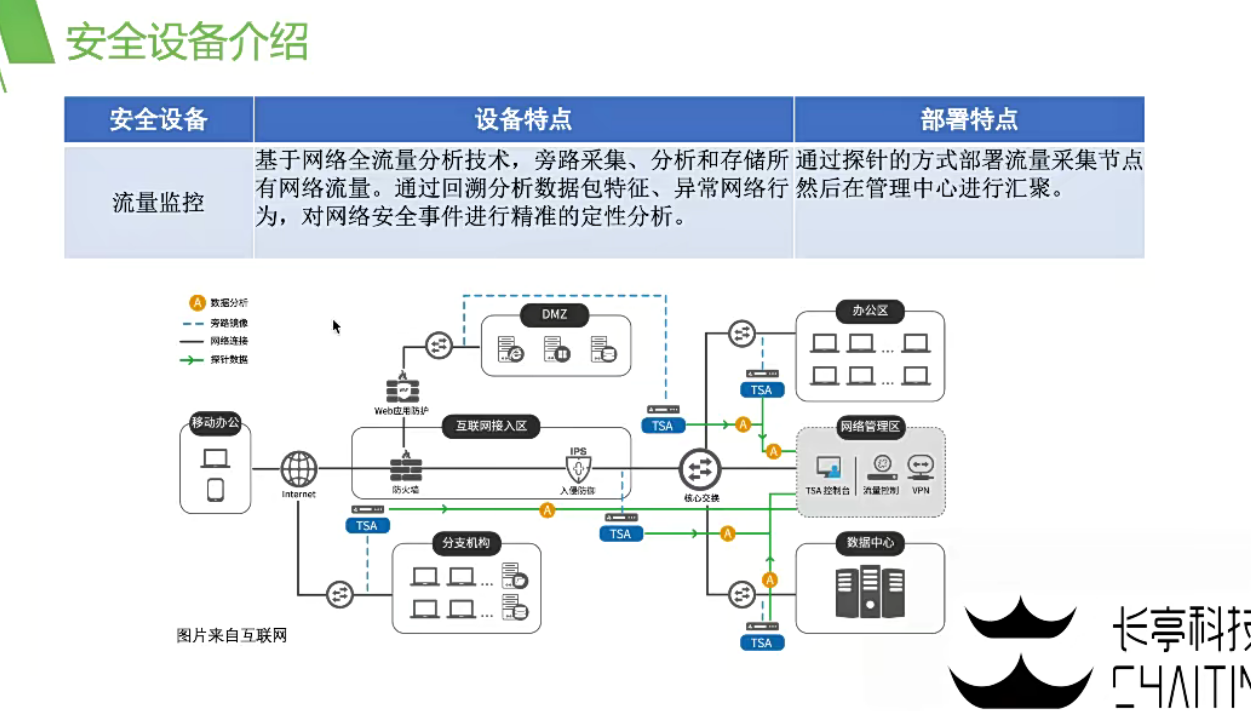 安全设备介绍
安全设备
设备特点
部署特点
流量监控
基于网络全流量分析技术，旁路采集、分析和存储所
有网络流量。通过回溯分析数据包特征、异常网络行
为，对网络安全事件进行精准的定性分析。
通过探针的方式部署流量采集节点
然后在管理中心进行汇聚。
A 数据分析
旁路镜像
网络连接
探针数据
DMZ
办公区
Web应用防护
TSA
TSA
A
移动办公
互联网接入区
网络管理区
A
IPS
Internet
防火墙
入侵防御
核心交换
TSA 控制台
流量控制
VPN
TSA
A
TSA
A
分支机构
数据中心
A
TSA
图片来自互联网
长亭科技
CHAITIN